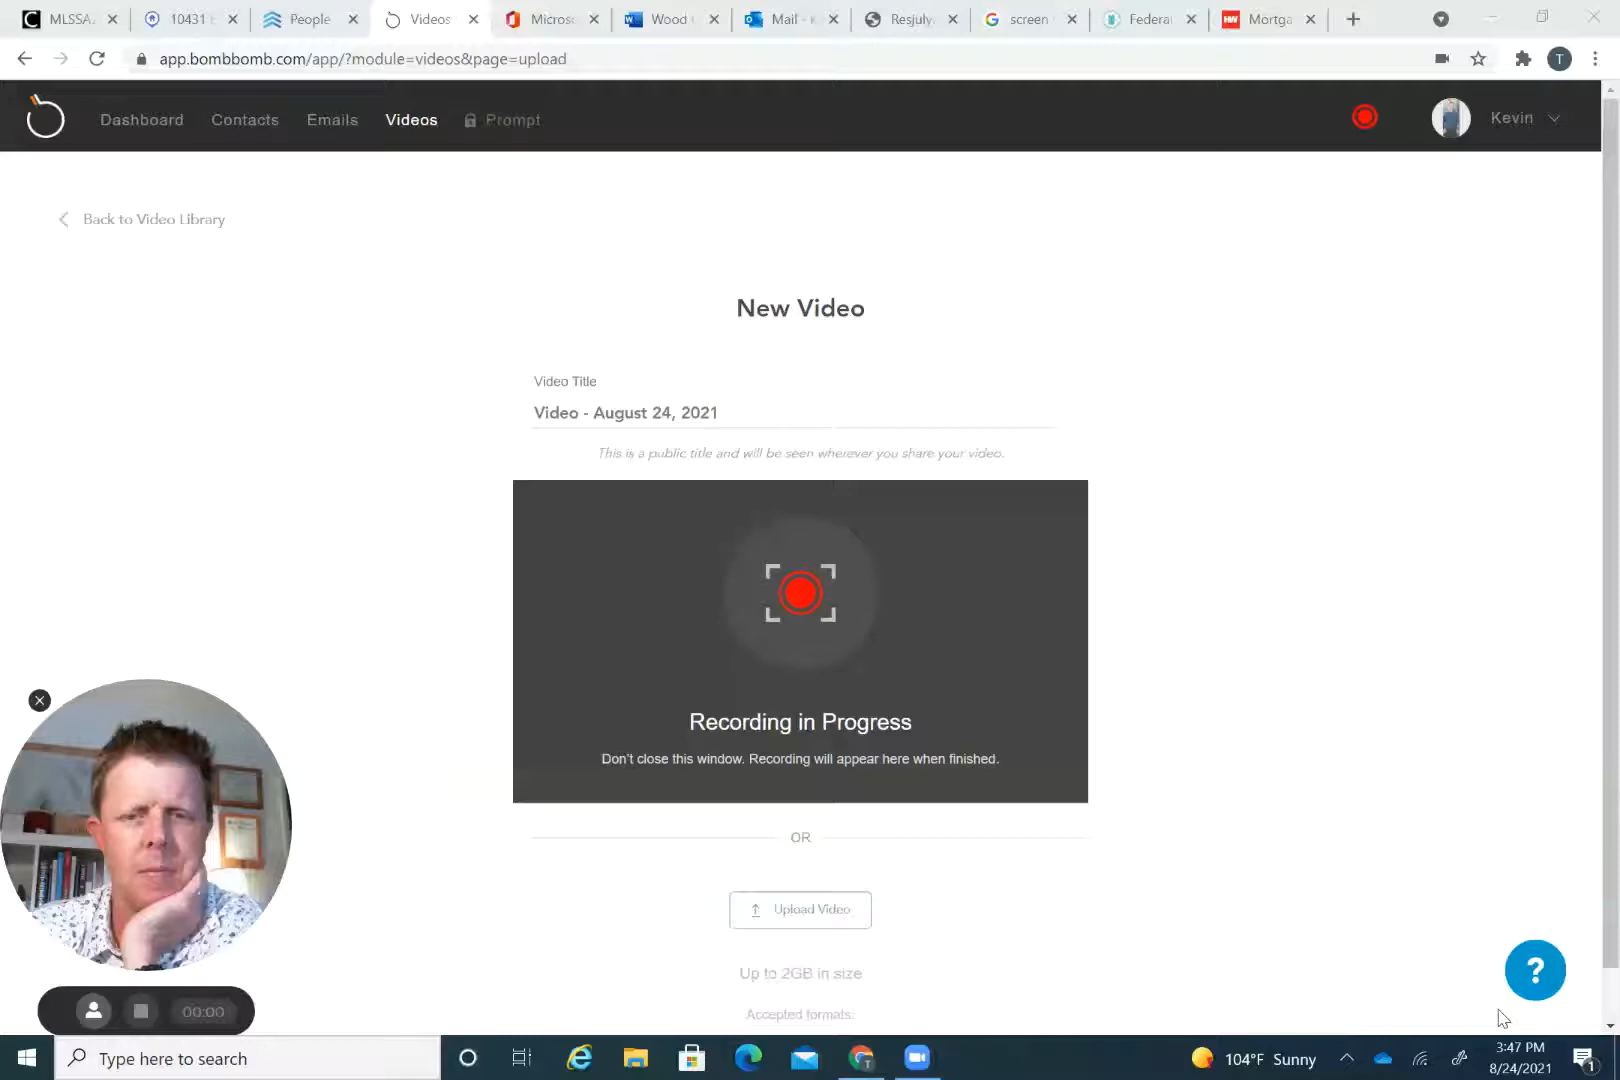 MLSSA
10431
People
Videos
Micros
Wood
Mail -
Resjuly
screen
Federa
Mortga
app.bombbomb.com/app/?module=videos&page=upload
T
Dashboard
Contacts
Emails
Videos
Prompt
Kevin
Back to Video Library
New Video
Video Title
Video - August 24, 2021
This is a public title and will be seen wherever you share your video.
Recording in Progress
Don't close this window. Recording will appear here when finished.
OR
Upload Video
Up to 2GB in size
Accepted formats:
?
00:00
Type here to search
104°F Sunny
3:47 PM
8/24/2021
1